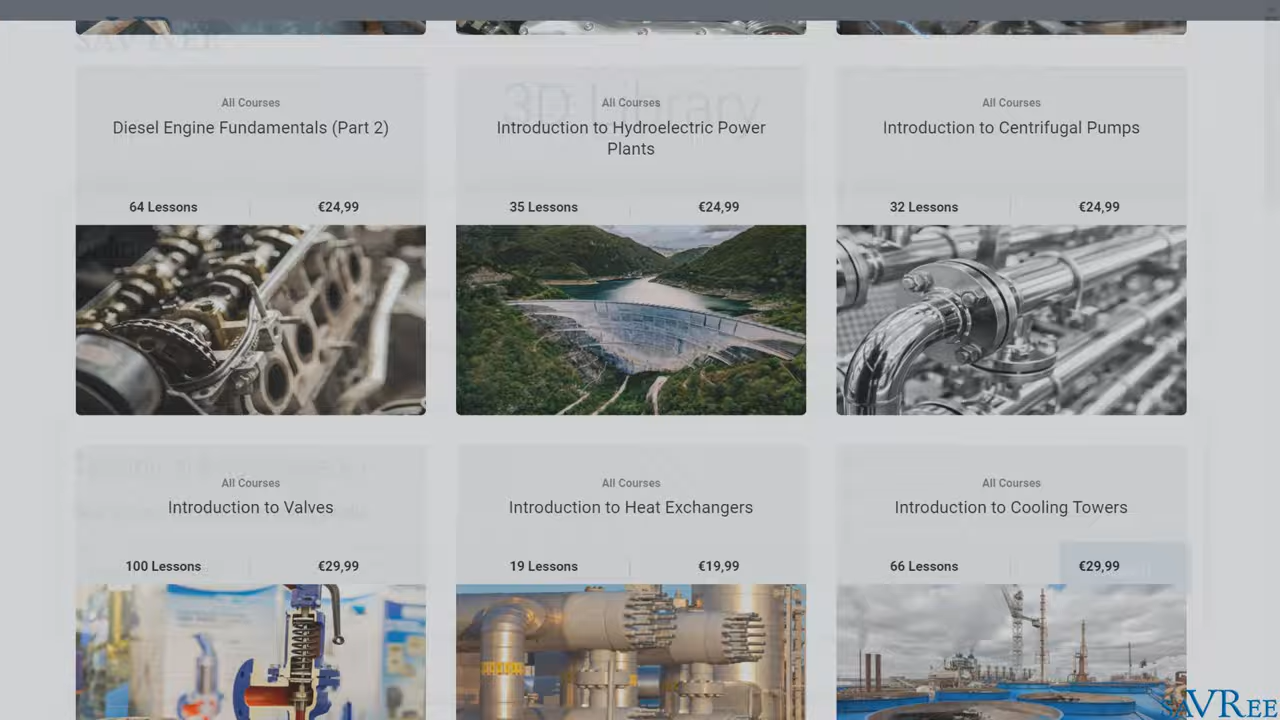 3D Library
All Courses
All Courses
All Courses
Diesel Engine Fundamentals (Part 2)
Introduction to Hydroelectric Power
Plants
Introduction to Centrifugal Pumps
64 Lessons
€24,99
35 Lessons
€24,99
32 Lessons
€24,99
All Courses
All Courses
All Courses
Introduction to Valves
Introduction to Heat Exchangers
Introduction to Cooling Towers
100 Lessons
€29,99
19 Lessons
€19,99
66 Lessons
€29,99
SAVREE